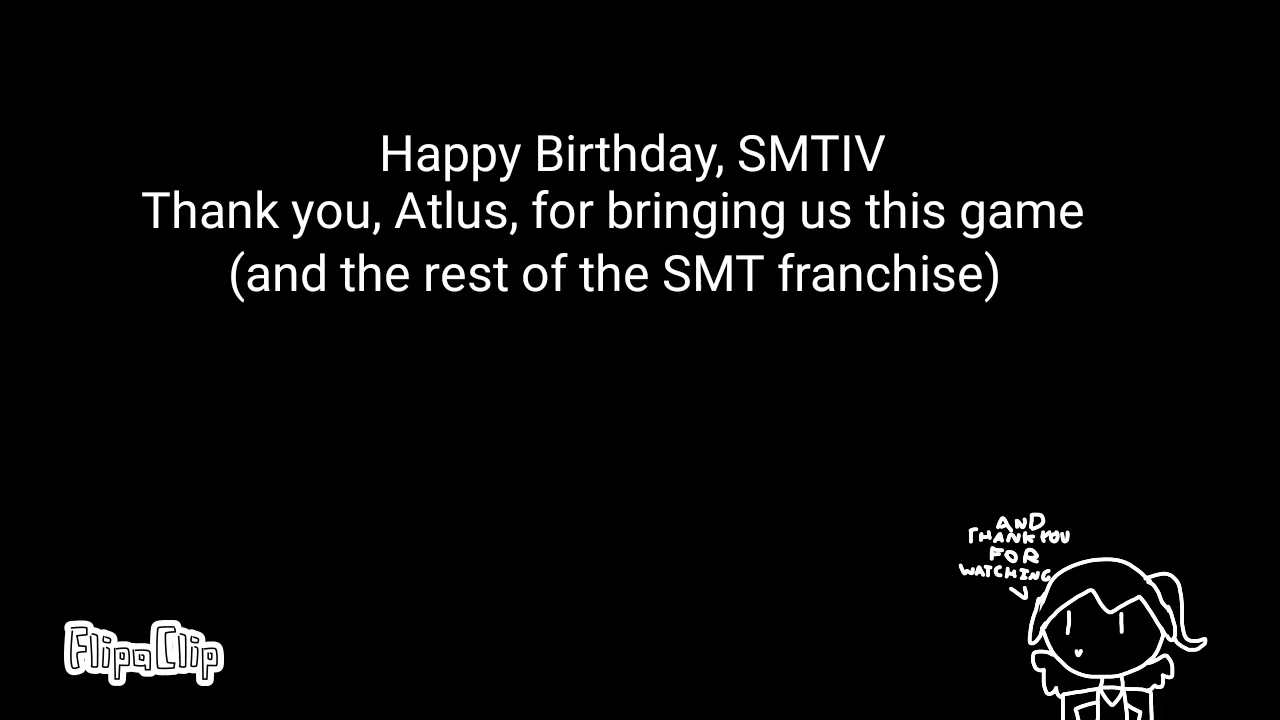 Happy Birthday, SMTIV
Thank you, Atlus, for bringing us this game
(and the rest of the SMT franchise)
AND
THANK YOU
FOR
WATCHING
FlipaClip